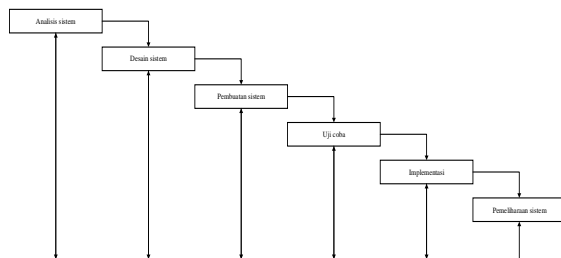 Analisis sistem
Desain sistem
Pembuatan sistem
Uji coba
Implementasi
Pemeliharaan sistem